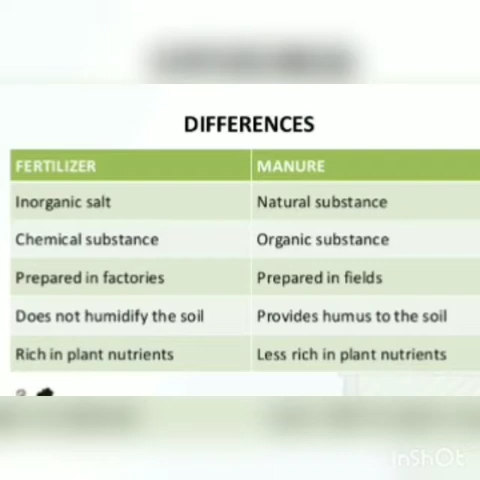 DIFFERENCES
FERTILIZER MANURE
Inorganic salt Natural substance
Chemical substance Organic substance
Prepared in factories Prepared in fields
Does not humidify the soil Provides humus to the soil
Rich in plant nutrients Less rich in plant nutrients
InShOt